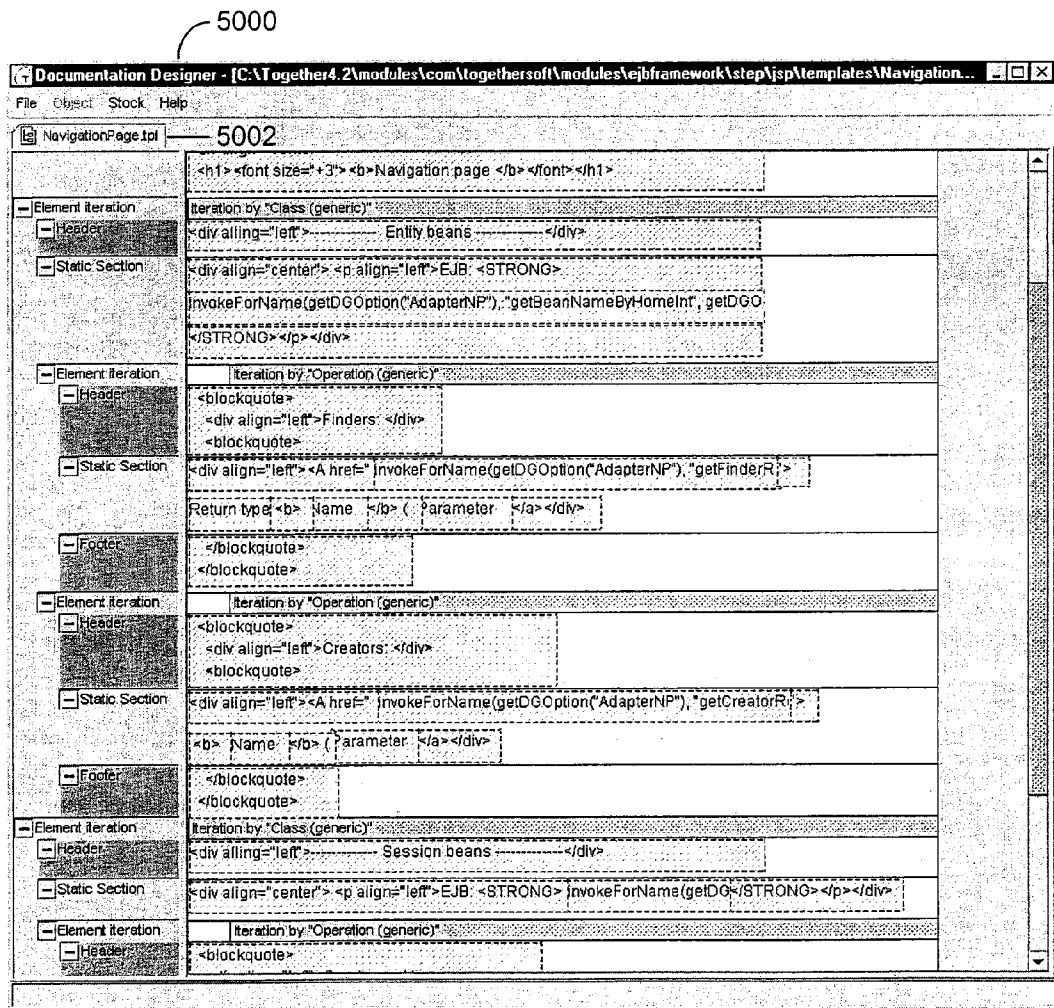 5000
Documentation Designer - [C:\Together4.2\modules\com\togethersoft\modules\ejbframework\step\jsp\templates\Navigation...
File Object Stock Help
NavigationPage.tpl 5002
<h1><font size="+3"><b>Navigation page </b></font></h1>
Element iteration Iteration by "Class (generic)"
Header <div alling="left">------------- Entity beans -------------</div>
Static Section <div align="center"> <p align="left">EJB: <STRONG>
invokeForName(getDGOption("AdapterNP"), "getBeanNameByHomeInt", getDGO
</STRONG></p></div>
Element iteration Iteration by "Operation (generic)"
Header <blockquote>
<div align="left">Finders: </div>
<blockquote>
Static Section <div align="left"><A href=" invokeForName(getDGOption("AdapterNP"), "getFinderR ">
Return type <b> Name </b> ( Parameter </a></div>
Footer </blockquote>
</blockquote>
Element iteration Iteration by "Operation (generic)"
Header <blockquote>
<div align="left">Creators: </div>
<blockquote>
Static Section <div align="left"><A href=" invokeForName(getDGOption("AdapterNP"), "getCreatorR ">
<b> Name </b> ( Parameter </a></div>
Footer </blockquote>
</blockquote>
Element iteration Iteration by "Class (generic)"
Header <div alling="left">------------- Session beans -------------</div>
Static Section <div align="center"> <p align="left">EJB: <STRONG> invokeForName(getDG </STRONG></p></div>
Element iteration Iteration by "Operation (generic)"
Header <blockquote>